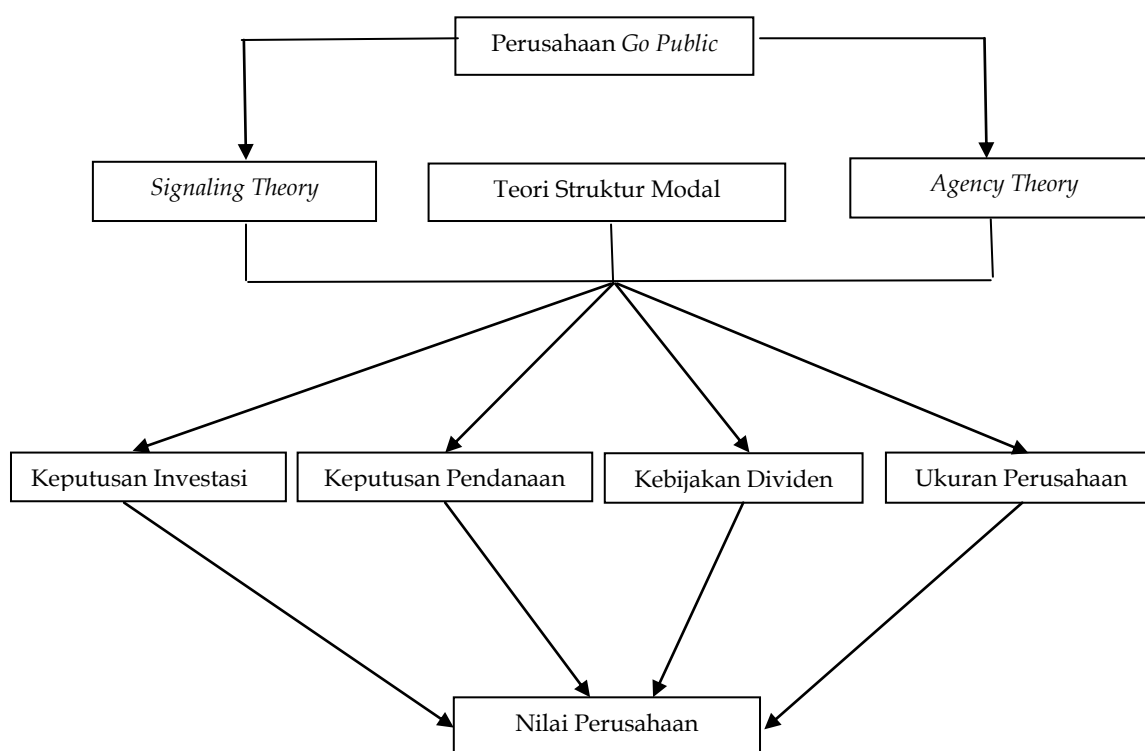 Perusahaan Go Public
Signaling Theory
Teori Struktur Modal
Agency Theory
Keputusan Investasi
Keputusan Pendanaan
Kebijakan Dividen
Ukuran Perusahaan
Nilai Perusahaan